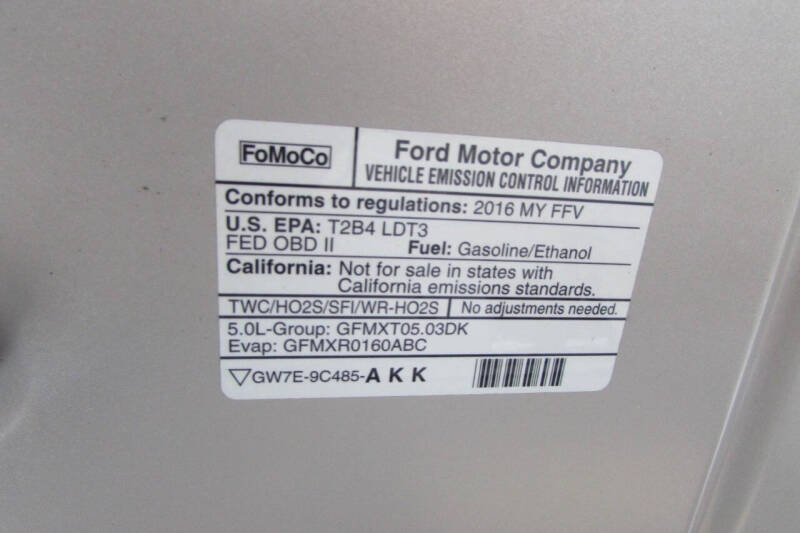 FoMoCo
Ford Motor Company
VEHICLE EMISSION CONTROL INFORMATION
Conforms to regulations: 2016 MY FFV
U.S. EPA: T2B4 LDT3
FED OBD II Fuel: Gasoline/Ethanol
California: Not for sale in states with
California emissions standards.
TWC/HO2S/SFI/WR-HO2S No adjustments needed.
5.0L-Group: GFMXT05.03DK
Evap: GFMXR0160ABC
GW7E-9C485-A K K